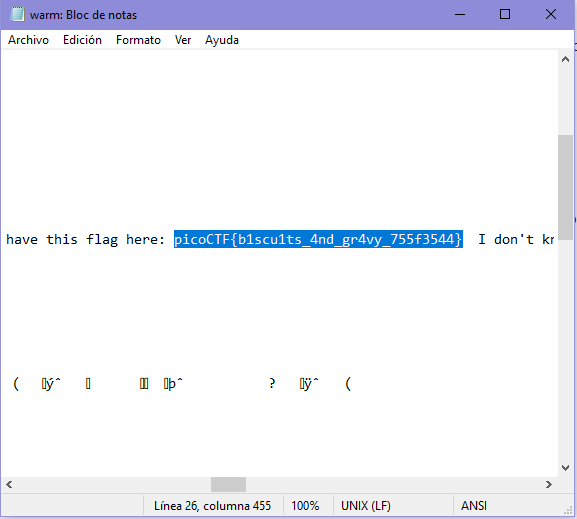 warm: Bloc de notas
Archivo Edición Formato Ver Ayuda
have this flag here: picoCTF{b1scu1ts_4nd_gr4vy_755f3544} I don't kn
( ýˆ þˆ ? ÿˆ (
Línea 26, columna 455 100% UNIX (LF) ANSI